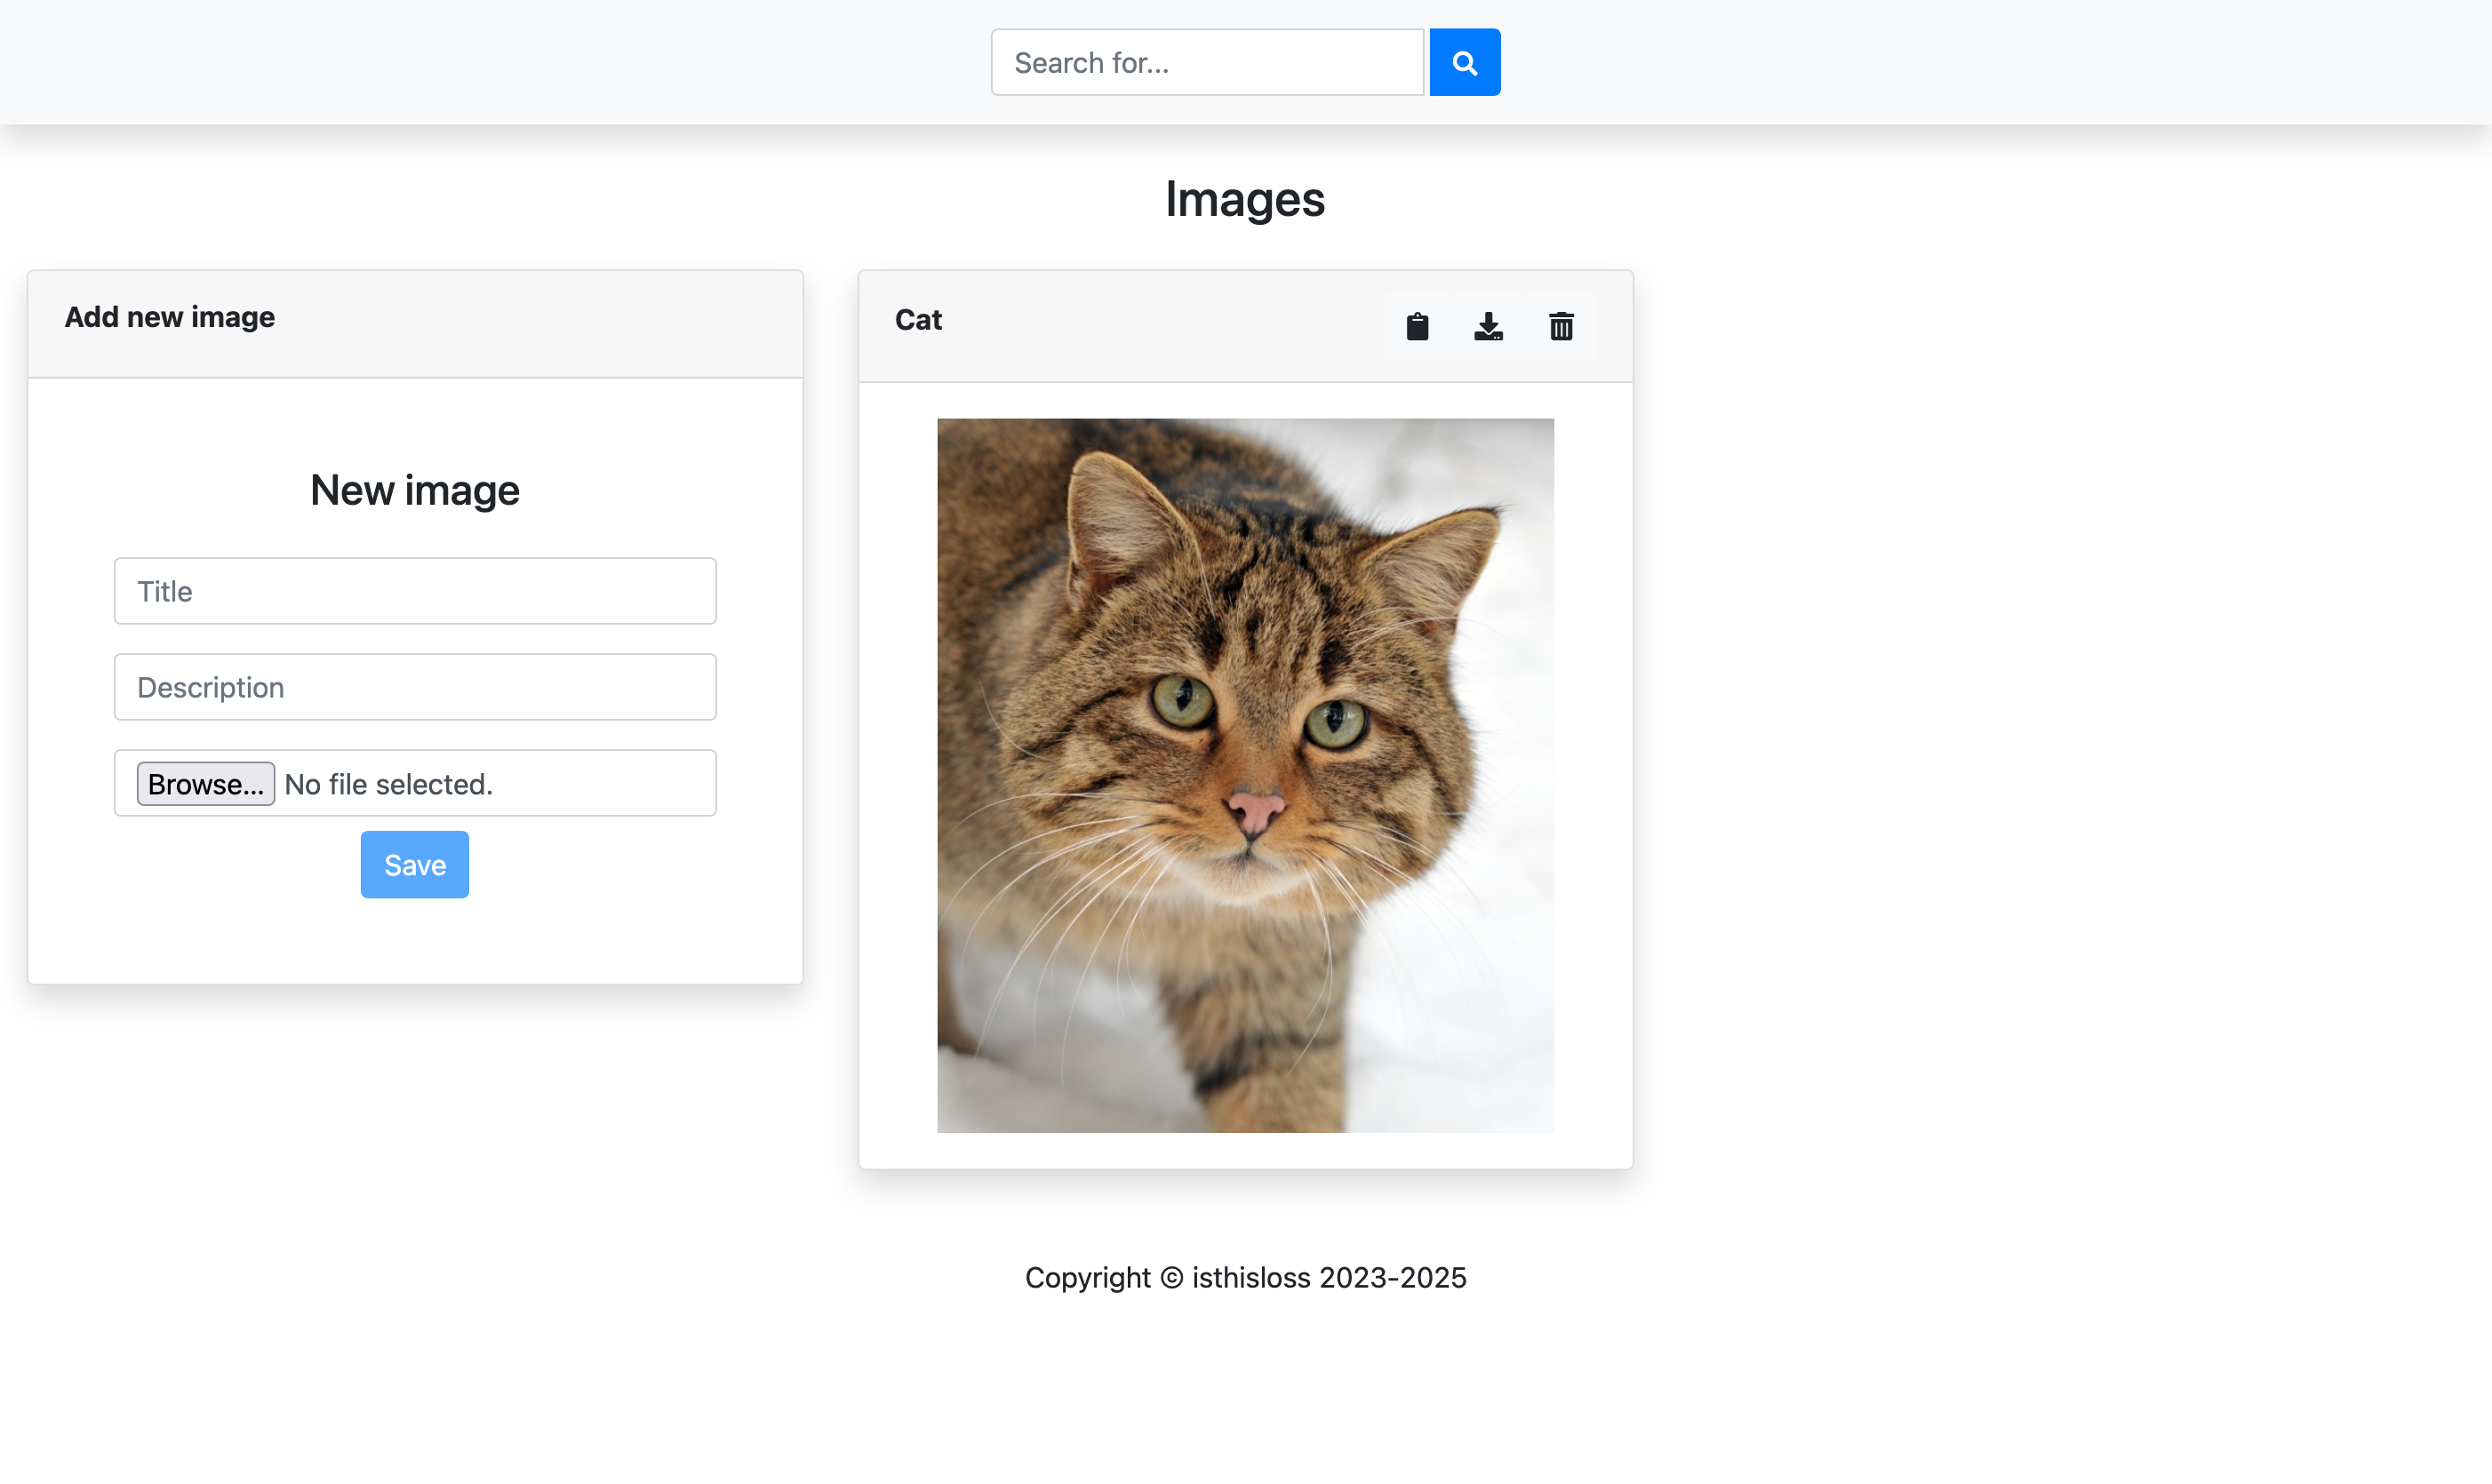 Search for...
Images
Add new image
New image
Title
Description
Browse... No file selected.
Save
Cat
Copyright © isthisloss 2023-2025